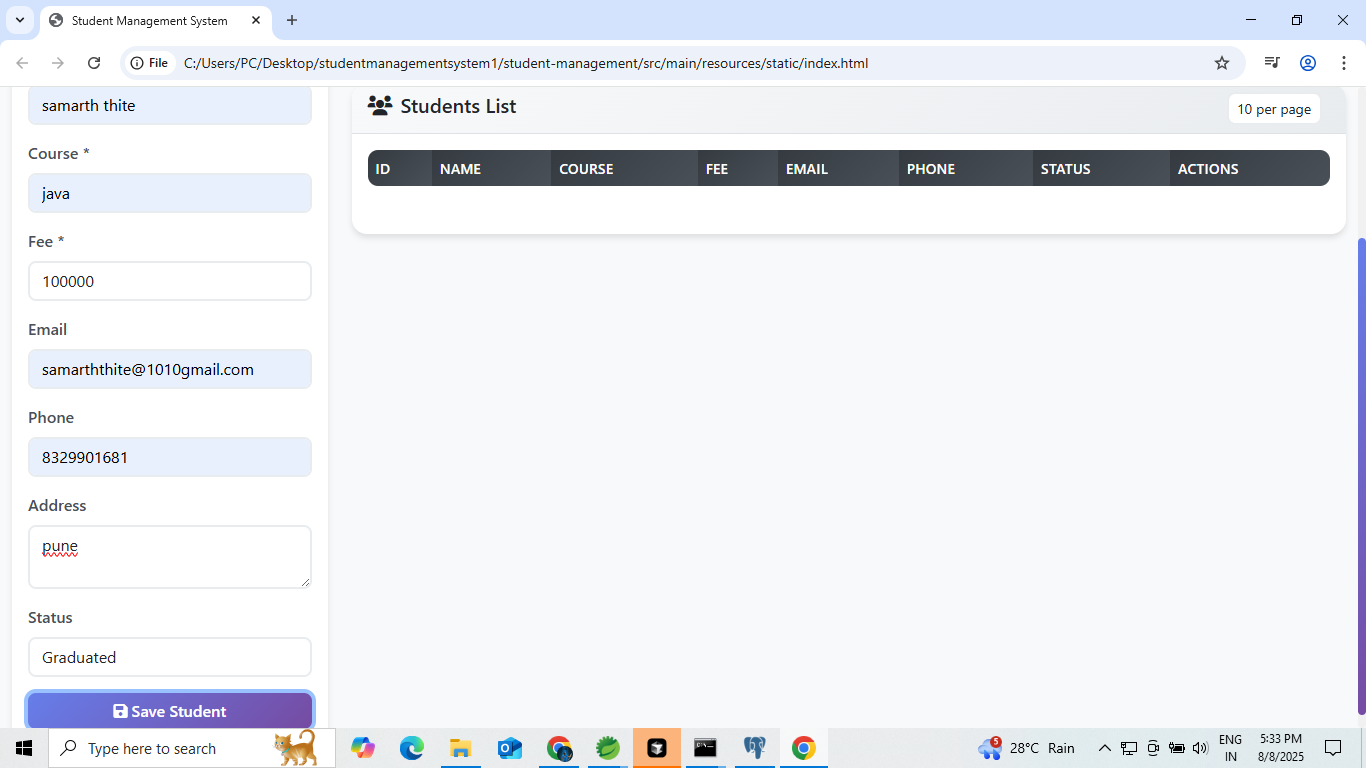 Student Management System
File
C:/Users/PC/Desktop/studentmanagementsystem1/student-management/src/main/resources/static/index.html
samarth thite
Course *
java
Fee *
100000
Email
samarththite@1010gmail.com
Phone
8329901681
Address
pune
Status
Graduated
Save Student
Students List
10 per page
ID NAME COURSE FEE EMAIL PHONE STATUS ACTIONS
Type here to search
5
28°C Rain
ENG
IN
5:33 PM
8/8/2025